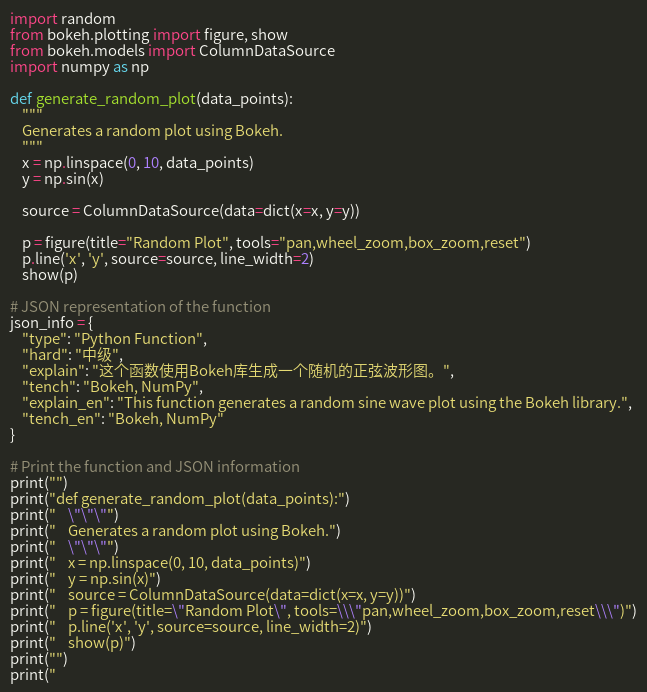 import random
from bokeh.plotting import figure, show
from bokeh.models import ColumnDataSource
import numpy as np

def generate_random_plot(data_points):
    """
    Generates a random plot using Bokeh.
    """
    x = np.linspace(0, 10, data_points)
    y = np.sin(x)

    source = ColumnDataSource(data=dict(x=x, y=y))

    p = figure(title="Random Plot", tools="pan,wheel_zoom,box_zoom,reset")
    p.line('x', 'y', source=source, line_width=2)
    show(p)

# JSON representation of the function
json_info = {
    "type": "Python Function",
    "hard": "中级",
    "explain": "这个函数使用Bokeh库生成一个随机的正弦波形图。",
    "tench": "Bokeh, NumPy",
    "explain_en": "This function generates a random sine wave plot using the Bokeh library.",
    "tench_en": "Bokeh, NumPy"
}

# Print the function and JSON information
print("")
print("def generate_random_plot(data_points):")
print("    \"\"\"")
print("    Generates a random plot using Bokeh.")
print("    \"\"\"")
print("    x = np.linspace(0, 10, data_points)")
print("    y = np.sin(x)")
print("    source = ColumnDataSource(data=dict(x=x, y=y))")
print("    p = figure(title=\"Random Plot\", tools=\\\"pan,wheel_zoom,box_zoom,reset\\\")")
print("    p.line('x', 'y', source=source, line_width=2)")
print("    show(p)")
print("")
print("